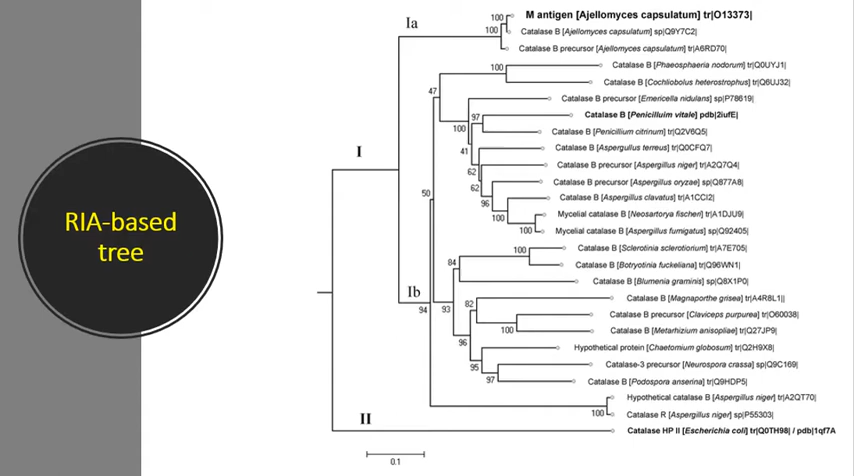 RIA-based
tree
Ia
100
M antigen [Ajellomyces capsulatum] tr|O13373|
100
Catalase B [Ajellomyces capsulatum] sp|Q9Y7C2|
Catalase B precursor [Ajellomyces capsulatum] tr|A6RD70|
100
Catalase B [Phaeosphaeria nodorum] tr|Q0UYJ1|
Catalase B [Cochliobolus heterostrophus] tr|Q6UJ32|
47
Catalase B precursor [Emericella nidulans] sp|P78619|
97
Catalase B [Penicilluim vitale] pdb|2iufE|
100
Catalase B [Penicillium citrinum] tr|Q2V6Q5|
I
41
Catalase B [Aspergullus terreus] tr|Q0CFQ7|
62
Catalase B precursor [Aspergillus niger] tr|A2Q7Q4|
62
Catalase B precursor [Aspergillus oryzae] sp|Q877A8|
50
96
Catalase B [Aspergillus clavatus] tr|A1CCI2|
100
Mycelial catalase B [Neosartorya fischeri] tr|A1DJU9|
100
Mycelial catalase B [Aspergillus fumigatus] sp|Q92405|
100
Catalase B [Sclerotinia sclerotiorium] tr|A7E705|
84
Catalase B [Botryotinia fuckeliana] tr|Q96WN1|
Catalase B [Blumenia graminis] sp|Q8X1P0|
Ib
82
Catalase B [Magnaporthe grisea] tr|A4R8L1||
94
93
Catalase B precursor [Claviceps purpurea] tr|O60038|
100
Catalase B [Metarhizium anisopliae] tr|Q27JP9|
96
Hypothetical protein [Chaetomium globosum] tr|Q2H9X8|
95
Catalase-3 precursor [Neurospora crassa] sp|Q9C169|
97
Catalase B [Podospora anserina] tr|Q9HDP5|
Hypothetical catalase B [Aspergillus niger] tr|A2QT70|
100
Catalase R [Aspergillus niger] sp|P55303|
II
Catalase HP II [Escherichia coli] tr|Q0TH98| / pdb|1qf7A
0.1